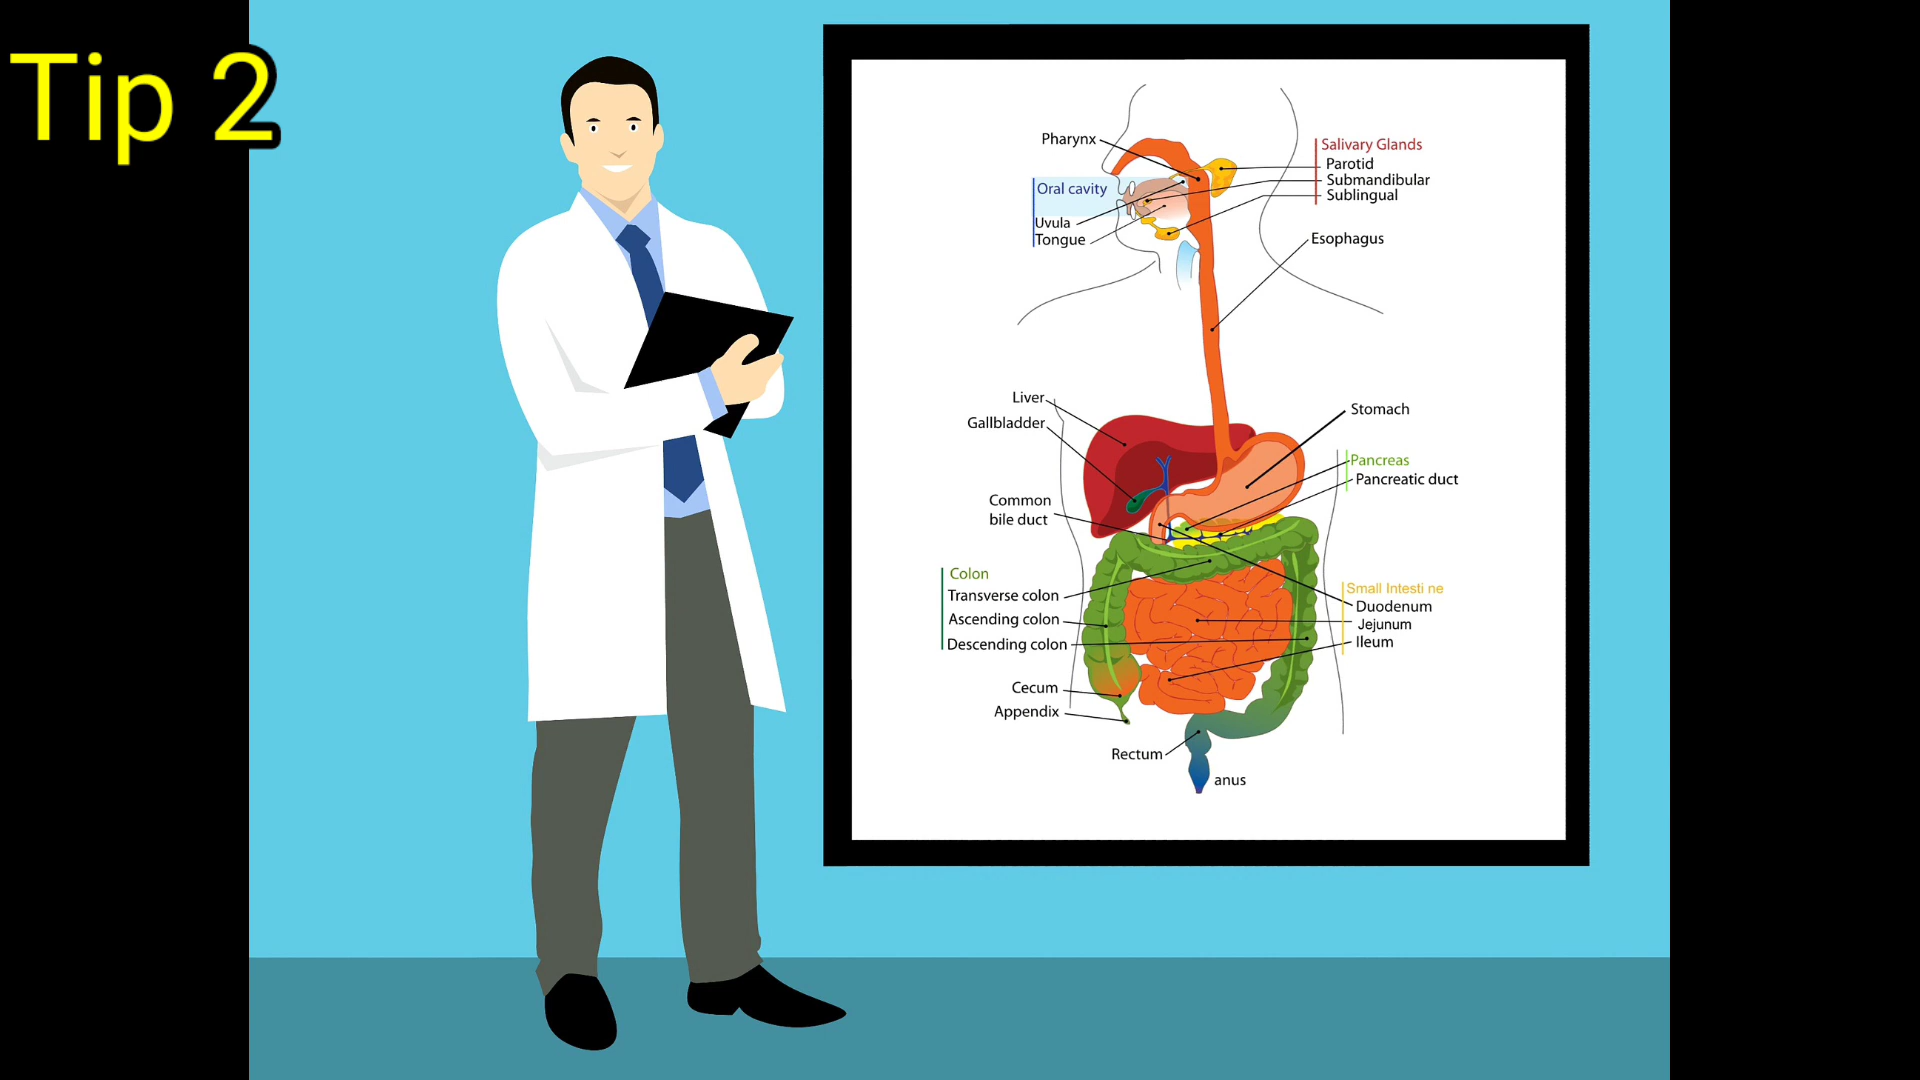 Tip 2
Pharynx
Oral cavity
Uvula
Tongue
Salivary Glands
Parotid
Submandibular
Sublingual
Esophagus
Liver
Gallbladder
Stomach
Pancreas
Pancreatic duct
Common
bile duct
Colon
Transverse colon
Ascending colon
Descending colon
Small Intesti ne
Duodenum
Jejunum
Ileum
Cecum
Appendix
Rectum
anus